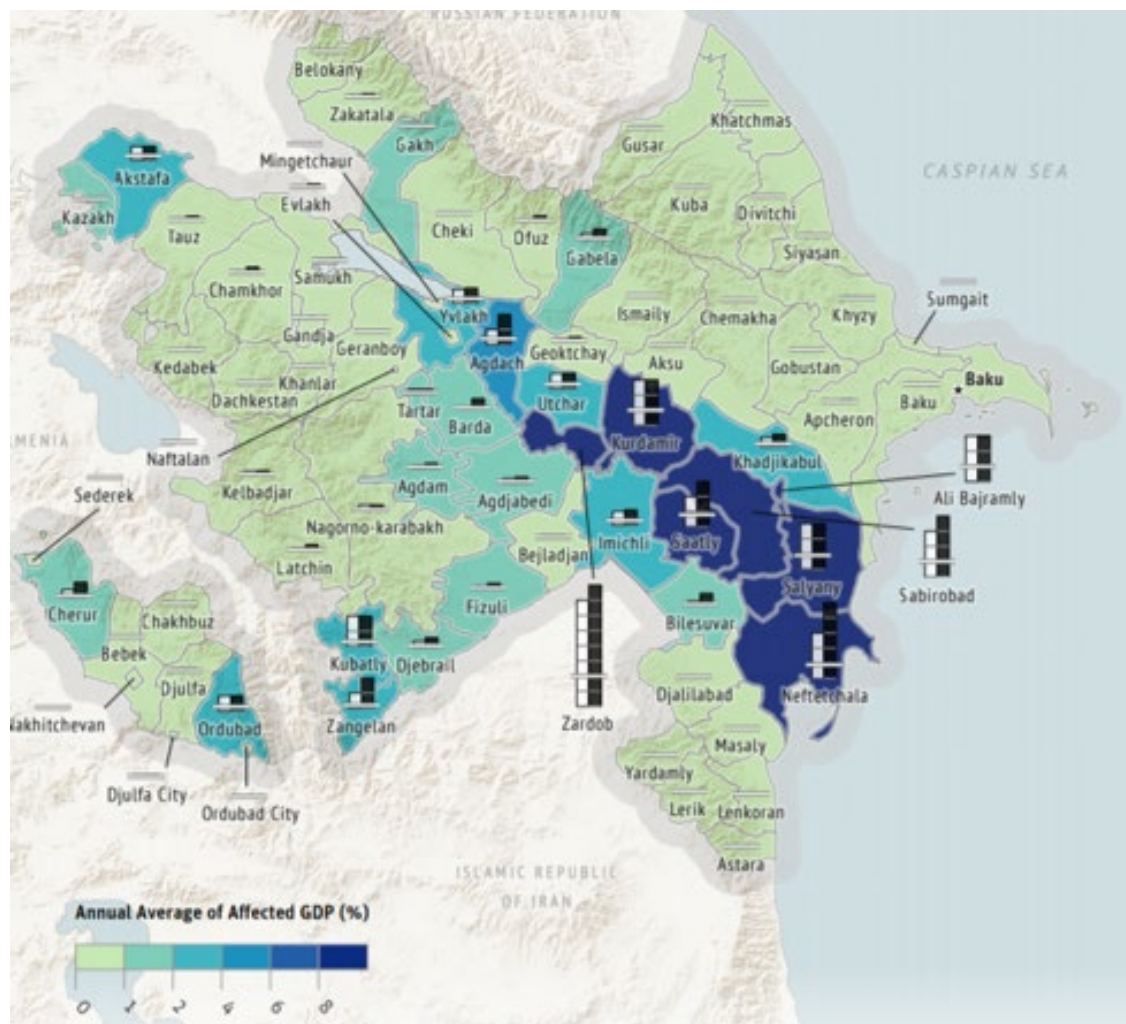 RUSSIAN FEDERATION
Belokany
Zakatala
Khatchmas
Gakh
Gusar
Mingetchaur
CASPIAN SEA
Akstafa
Evlakh
Kuba
Kazakh
Cheki
Divitchi
Tauz
Ofuz
Siyasan
Gabela
Samukh
Chamkhor
Sumgait
Yvlakh
Ismaily
Chemakha
Khyzy
Gandja
Geranboy
Agdach
Geoktchay
Aksu
Kedabek
Gobustan
Khanlar
Baku
Dachkestan
Tartar
Utchar
Baku
Apcheron
Barda
MENIA
Kurdamir
Naftalan
Khadjikabul
Sederek
Kelbadjar
Agdam
Agdjabedi
Ali Bajramly
Nagorno-karabakh
Imichli
Saatly
Bejladjan
Latchin
Salyany
Sabirobad
Cherur
Chakhbuz
Fizuli
Bilesuvar
Bebek
Kubatly
Djebrail
Djulfa
Djalilabad
Neftetchala
Nakhitchevan
Ordubad
Zangelan
Zardob
Masaly
Yardamly
Djulfa City
Ordubad City
Lerik
Lenkoran
Astara
ISLAMIC REPUBLIC
OF IRAN
Annual Average of Affected GDP (%)
0 1 2 4 6 8